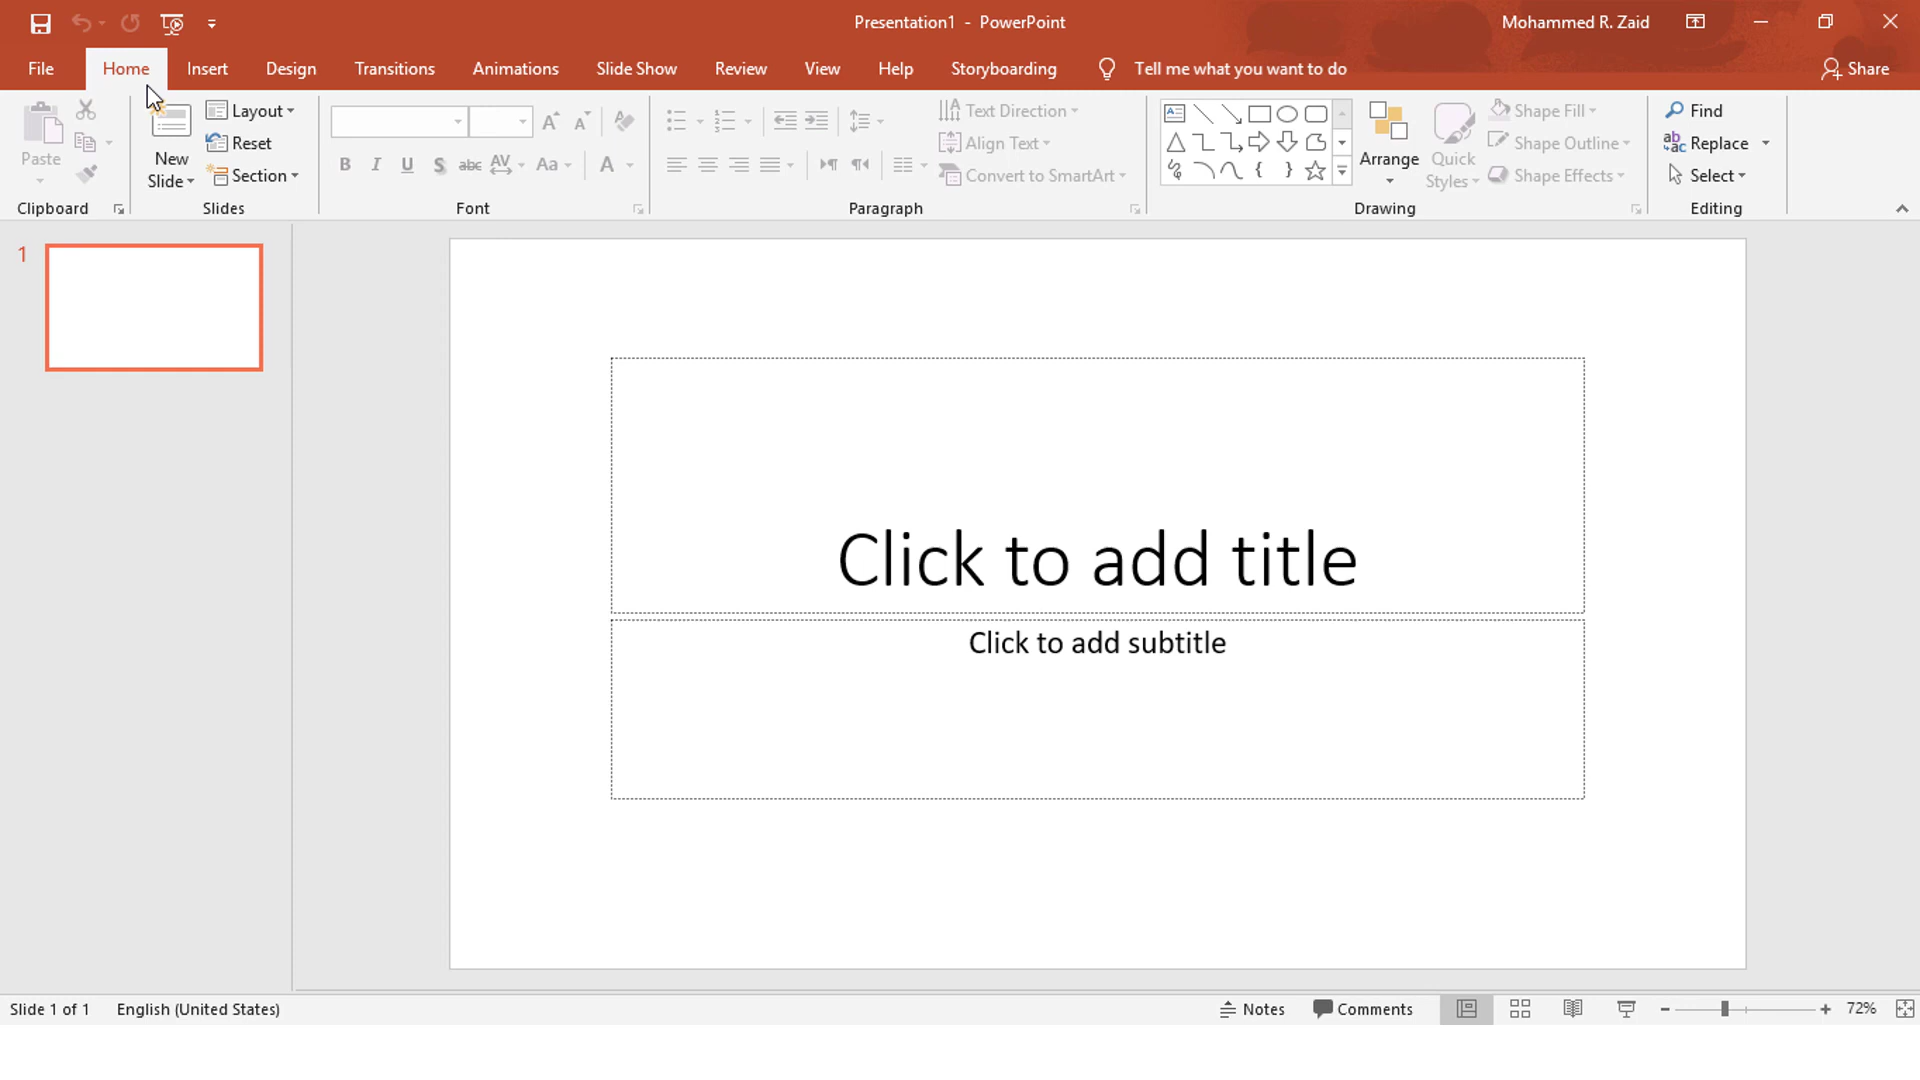 Presentation1 - PowerPoint
Mohammed R. Zaid
File Home Insert Design Transitions Animations Slide Show Review View Help Storyboarding Tell me what you want to do Share
Paste
Clipboard
New
Slide
Layout
Reset
Section
Slides
B I U S abc AV Aa A
Font
Text Direction
Align Text
Convert to SmartArt
Paragraph
Arrange
Quick
Styles
Shape Fill
Shape Outline
Shape Effects
Drawing
Find
Replace
Select
Editing
1
Click to add title
Click to add subtitle
Slide 1 of 1 English (United States) Notes Comments 72%